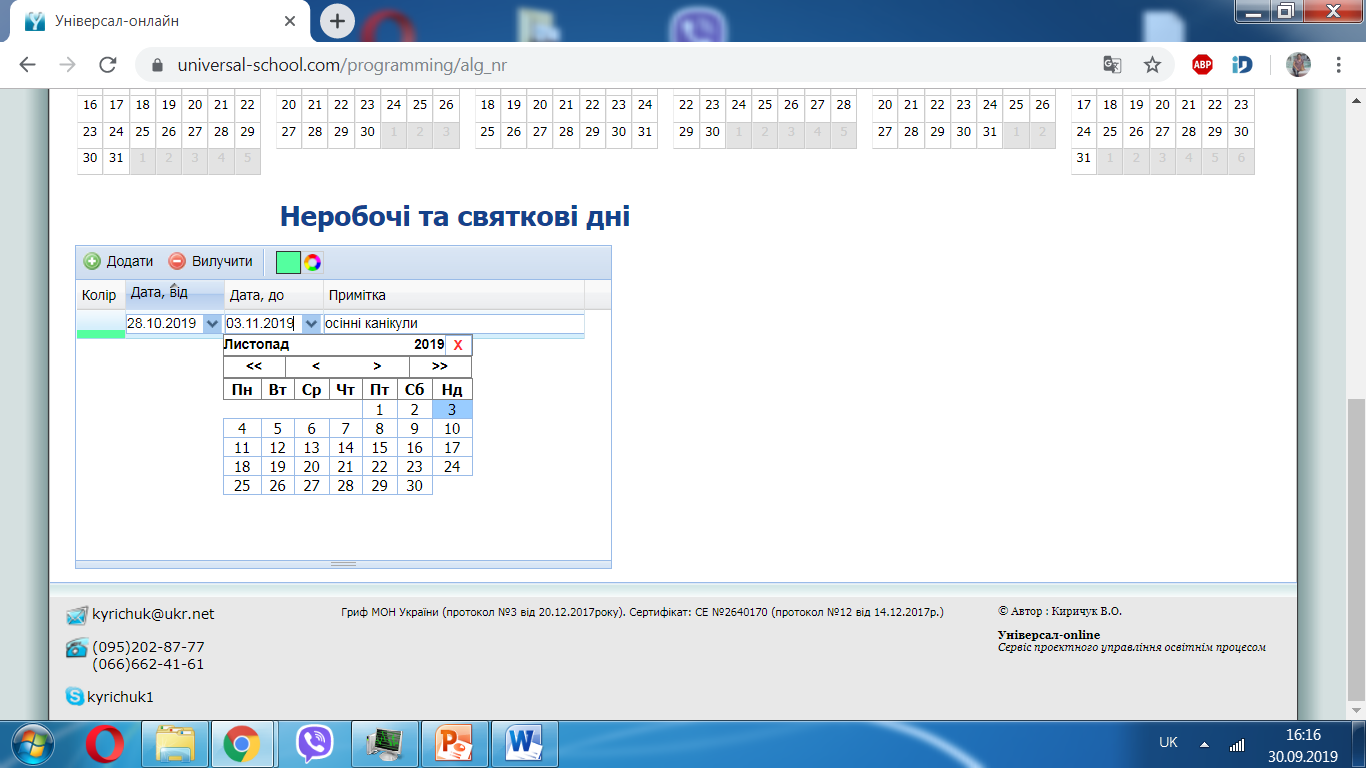 Універсал-онлайн
universal-school.com/programming/alg_nr
ABP
16 17 18 19 20 21 22 20 21 22 23 24 25 26 18 19 20 21 22 23 24 22 23 24 25 26 27 28 20 21 22 23 24 25 26 17 18 19 20 21 22 23
23 24 25 26 27 28 29 27 28 29 30 1 2 3 25 26 27 28 29 30 31 29 30 1 2 3 4 5 27 28 29 30 31 1 2 24 25 26 27 28 29 30
30 31 1 2 3 4 5 31 1 2 3 4 5 6
Неробочі та святкові дні
Додати Вилучити
Колір Дата, від Дата, до Примітка
28.10.2019 03.11.2019 осінні канікули
Листопад 2019 X
<< < > >>
Пн Вт Ср Чт Пт Сб Нд
1 2 3
4 5 6 7 8 9 10
11 12 13 14 15 16 17
18 19 20 21 22 23 24
25 26 27 28 29 30
kyrichuk@ukr.net
(095)202-87-77
(066)662-41-61
kyrichuk1
Гриф МОН України (протокол №3 від 20.12.2017року). Сертифікат: СЕ №2640170 (протокол №12 від 14.12.2017р.)
© Автор : Киричук В.О.
Універсал-online
Сервіс проектного управління освітнім процесом
UK
16:16
30.09.2019